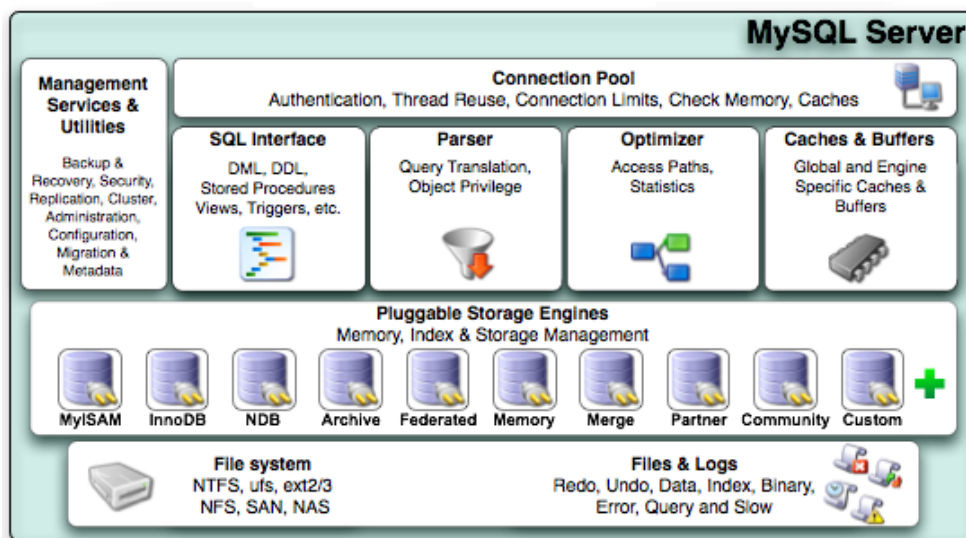 MySQL Server
Management
Services &
Utilities
Backup &
Recovery, Security,
Replication, Cluster,
Administration,
Configuration,
Migration &
Metadata
Connection Pool
Authentication, Thread Reuse, Connection Limits, Check Memory, Caches
SQL Interface
DML, DDL,
Stored Procedures
Views, Triggers, etc.
Parser
Query Translation,
Object Privilege
Optimizer
Access Paths,
Statistics
Caches & Buffers
Global and Engine
Specific Caches &
Buffers
Pluggable Storage Engines
Memory, Index & Storage Management
MyISAM
InnoDB
NDB
Archive
Federated
Memory
Merge
Partner
Community
Custom
File system
NTFS, ufs, ext2/3
NFS, SAN, NAS
Files & Logs
Redo, Undo, Data, Index, Binary,
Error, Query and Slow